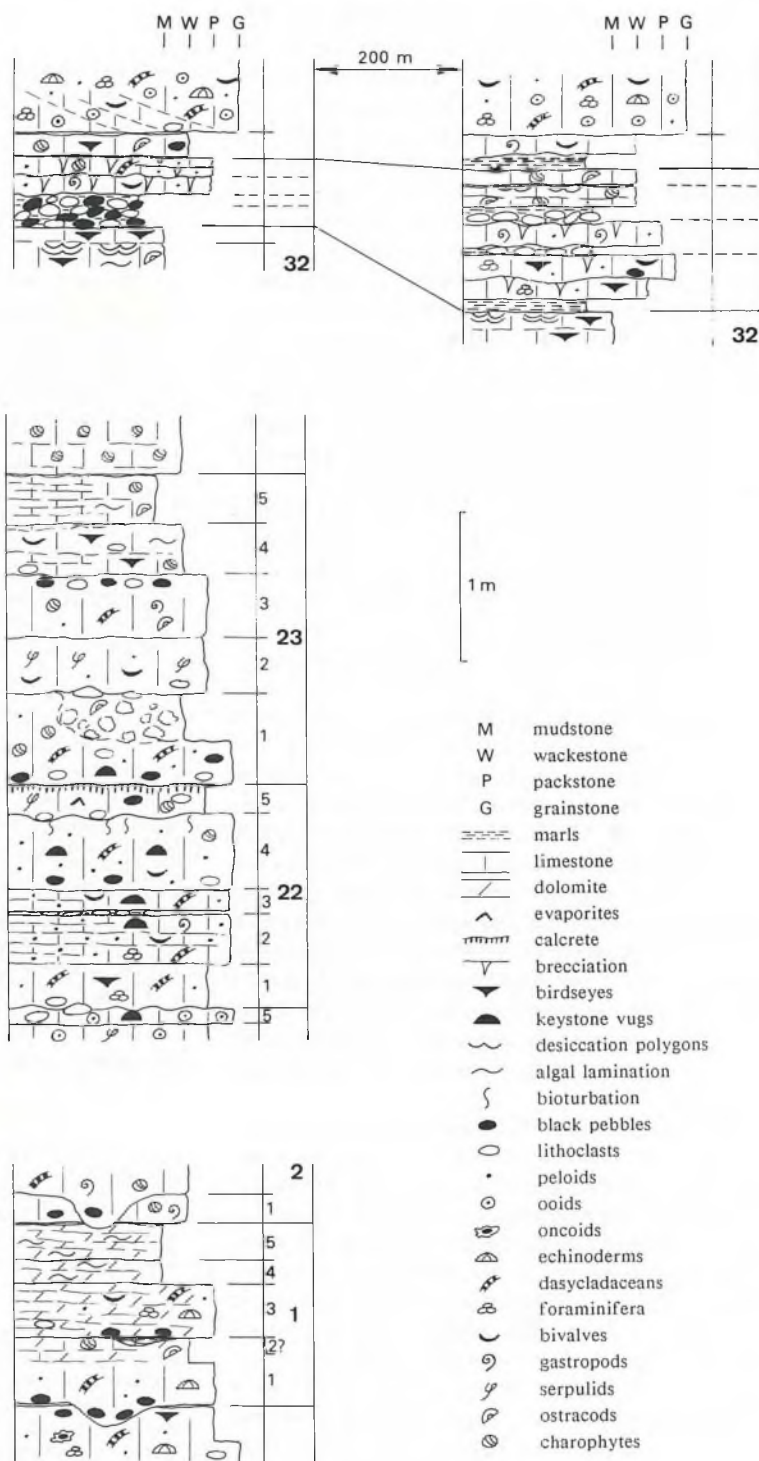 M W P G
M W P G
200 m
32
32
5
4
3
23
2
1
5
4
22
3
2
1
5
1 m
M mudstone
W wackestone
P packstone
G grainstone
marls
limestone
dolomite
evaporites
calcrete
brecciation
birdseyes
keystone vugs
desiccation polygons
algal lamination
bioturbation
black pebbles
lithoclasts
peloids
ooids
oncoids
echinoderms
dasycladaceans
foraminifera
bivalves
gastropods
serpulids
ostracods
charophytes
2
1
5
4
3
1
2?
1